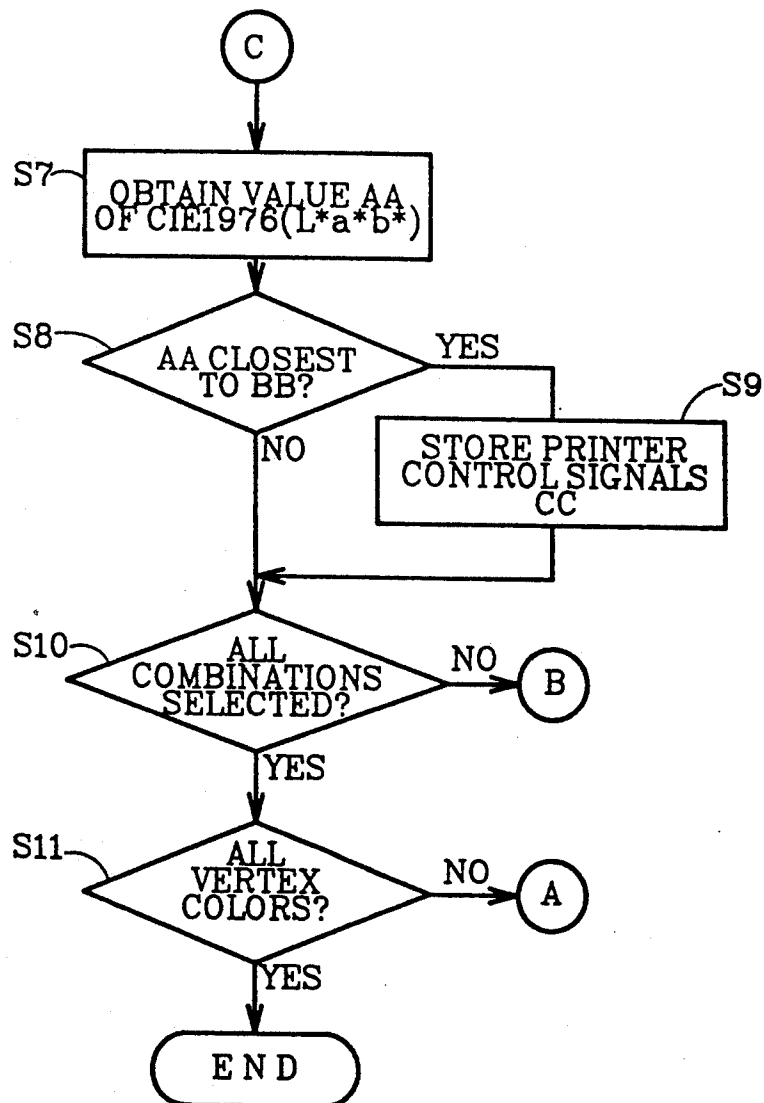 C
S7
OBTAIN VALUE AA
OF CIE1976(L*a*b*)
S8
AA CLOSEST
TO BB?
YES
NO
S9
STORE PRINTER
CONTROL SIGNALS
CC
S10
ALL
COMBINATIONS
SELECTED?
NO
B
YES
S11
ALL
VERTEX
COLORS?
NO
A
YES
END